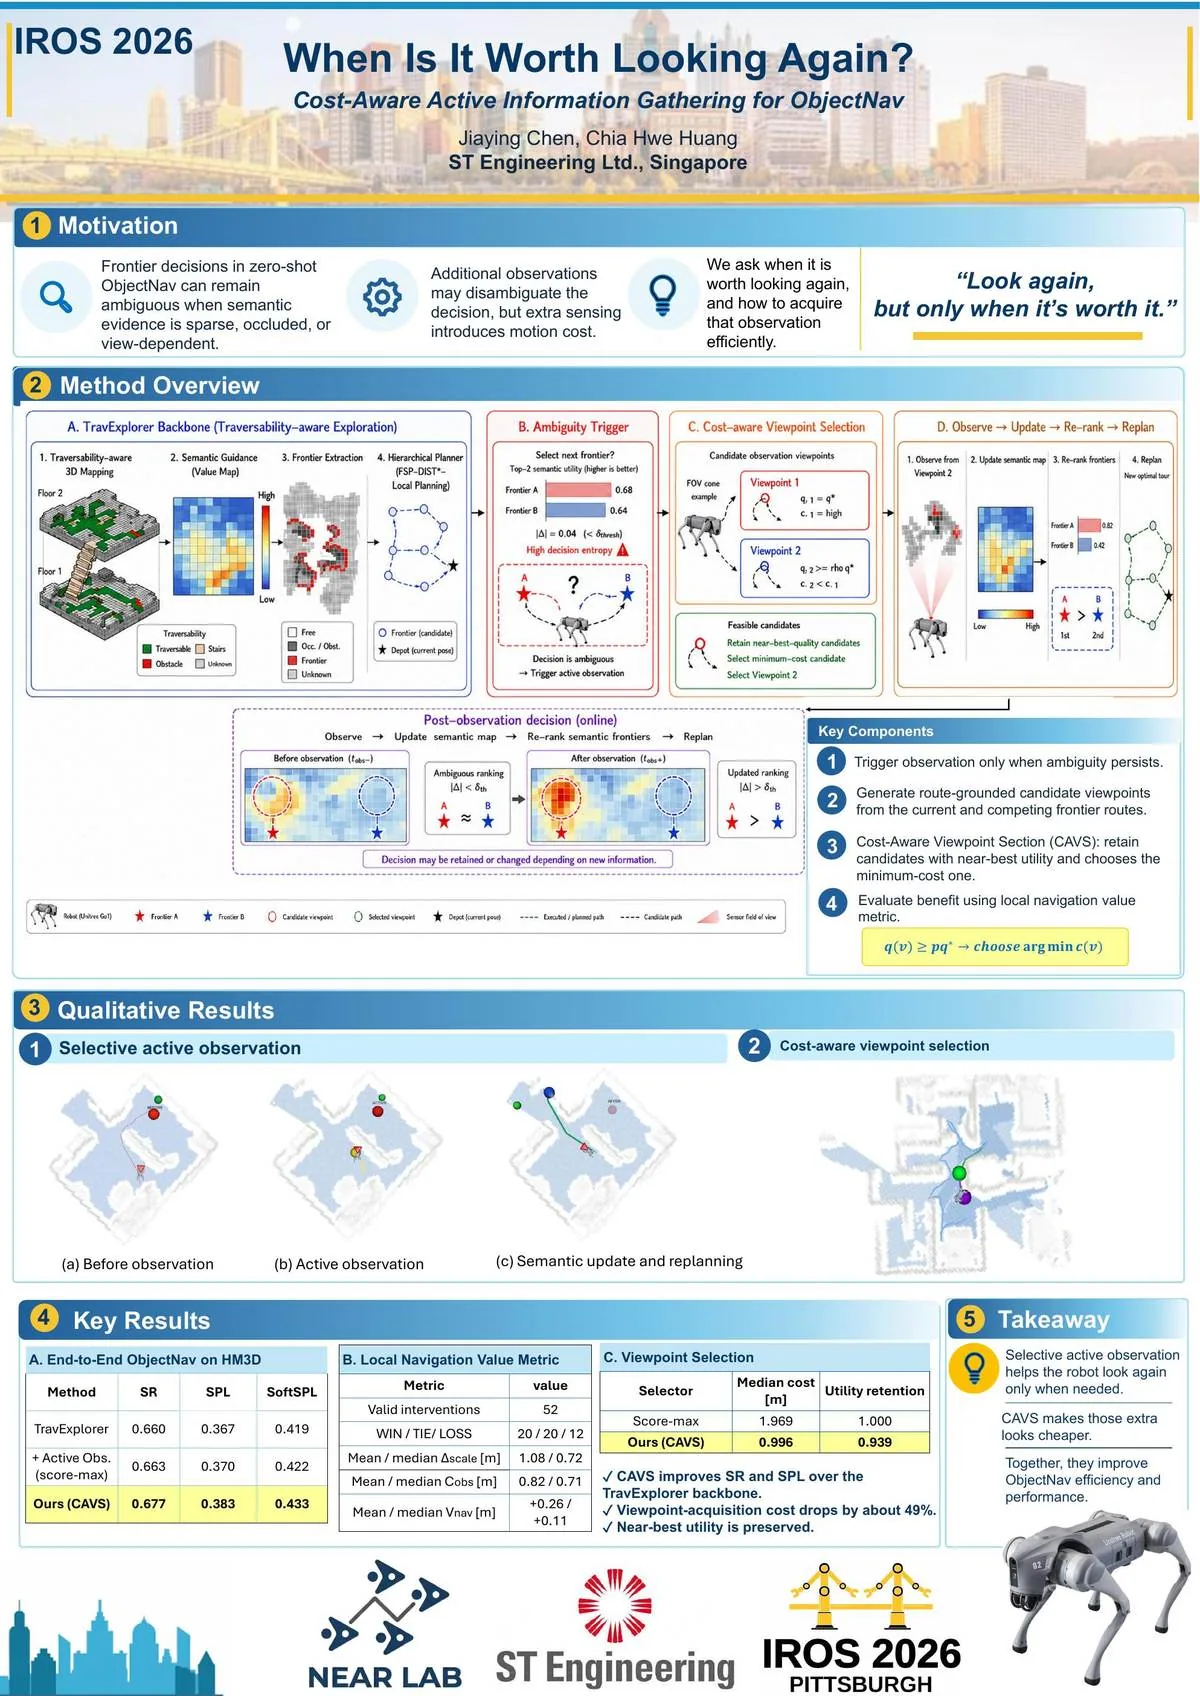 IROS 2026
When Is It Worth Looking Again?
Cost-Aware Active Information Gathering for ObjectNav
Jiaying Chen, Chia Hwe Huang
ST Engineering Ltd., Singapore
1 Motivation
Frontier decisions in zero-shot
ObjectNav can remain
ambiguous when semantic
evidence is sparse, occluded, or
view-dependent.
Additional observations
may disambiguate the
decision, but extra sensing
introduces motion cost.
We ask when it is
worth looking again,
and how to acquire
that observation
efficiently.
“Look again,
but only when it’s worth it.”
2 Method Overview
A. TravExplorer Backbone (Traversability-aware Exploration)
1. Traversability-aware
3D Mapping
Floor 2
Floor 1
2. Semantic Guidance
(Value Map)
High
Low
3. Frontier Extraction
4. Hierarchical Planner
(FSP-DIST*-
Local Planning)
Traversability
Traversable
Stairs
Obstacle
Unknown
Free
Occ. / Obst.
Frontier
Unknown
Frontier (candidate)
Depot (current pose)
B. Ambiguity Trigger
Select next frontier?
Top-2 semantic utility (higher is better)
Frontier A 0.68
Frontier B 0.64
|Δ| = 0.04 (< δthresh)
High decision entropy
A ? B
Decision is ambiguous
→ Trigger active observation
C. Cost-aware Viewpoint Selection
Candidate observation viewpoints
FOV cone
example
Viewpoint 1
q, 1 = q*
c. 1 = high
Viewpoint 2
q, 2 >= rho q*
c. 2 < c. 1
Feasible candidates
Retain near-best-quality candidates
Select minimum-cost candidate
Select Viewpoint 2
D. Observe → Update → Re-rank → Replan
1. Observe from
Viewpoint 2
2. Update semantic map
Low High
3. Re-rank frontiers
Frontier A 0.82
Frontier B 0.42
A > B
1st 2nd
4. Replan
New optimal tour
Post-observation decision (online)
Observe → Update semantic map → Re-rank semantic frontiers → Replan
Before observation (tobs-)
A B
Ambiguous ranking
|Δ| < δth
A ≈ B
After observation (tobs+)
A B
Updated ranking
|Δ| > δth
A > B
Decision may be retained or changed depending on new information.
Robot (Unitree Go1)
Frontier A
Frontier B
Candidate viewpoint
Selected viewpoint
Depot (current pose)
Executed / planned path
Candidate path
Sensor field of view
Key Components
1 Trigger observation only when ambiguity persists.
2 Generate route-grounded candidate viewpoints
from the current and competing frontier routes.
3 Cost-Aware Viewpoint Section (CAVS): retain
candidates with near-best utility and chooses the
minimum-cost one.
4 Evaluate benefit using local navigation value
metric.
q(v) ≥ pq* → choose arg min c(v)
3 Qualitative Results
1 Selective active observation
(a) Before observation
(b) Active observation
(c) Semantic update and replanning
2 Cost-aware viewpoint selection
4 Key Results
A. End-to-End ObjectNav on HM3D
Method SR SPL SoftSPL
TravExplorer 0.660 0.367 0.419
+ Active Obs.
(score-max) 0.663 0.370 0.422
Ours (CAVS) 0.677 0.383 0.433
B. Local Navigation Value Metric
Metric value
Valid interventions 52
WIN / TIE/ LOSS 20 / 20 / 12
Mean / median Δscale [m] 1.08 / 0.72
Mean / median Cobs [m] 0.82 / 0.71
Mean / median Vnav [m] +0.26 /
+0.11
C. Viewpoint Selection
Selector Median cost
[m] Utility retention
Score-max 1.969 1.000
Ours (CAVS) 0.996 0.939
✓ CAVS improves SR and SPL over the
TravExplorer backbone.
✓ Viewpoint-acquisition cost drops by about 49%.
✓ Near-best utility is preserved.
5 Takeaway
Selective active observation
helps the robot look again
only when needed.
CAVS makes those extra
looks cheaper.
Together, they improve
ObjectNav efficiency and
performance.
NEAR LAB
ST Engineering
IROS 2026
PITTSBURGH